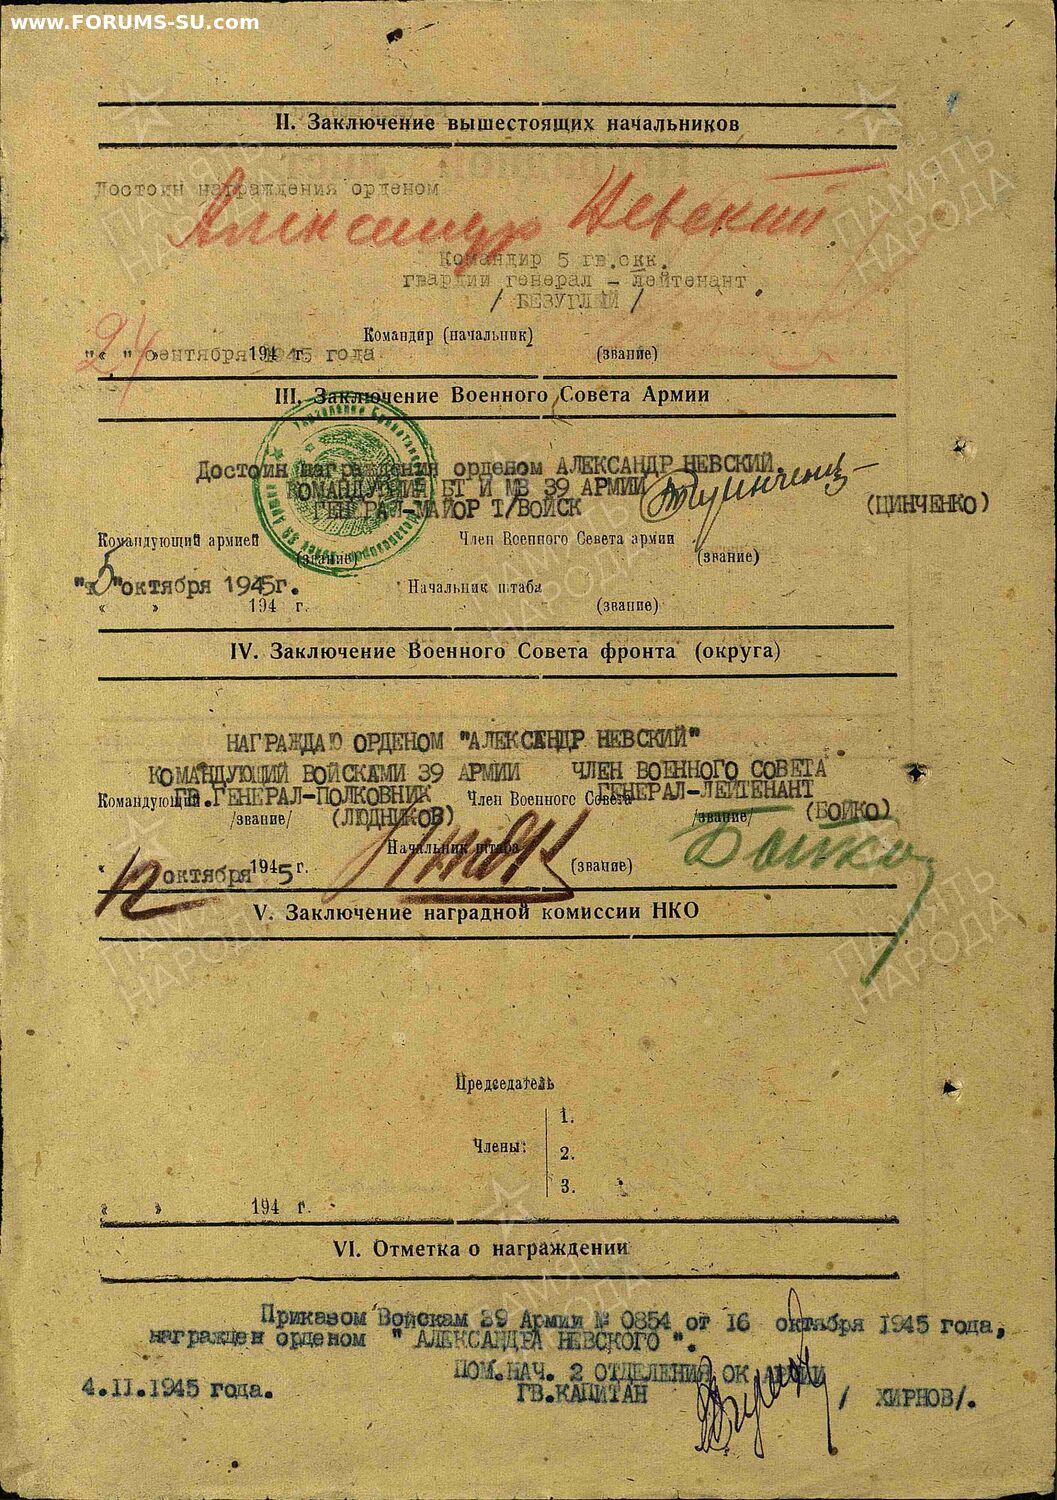 www.FORUMS-SU.com
II. Заключение вышестоящих начальников
Достоин награждения орденом
Александр Невский
Командир 5 гв.скк.
гвардии генерал - лейтенант
/ БЕЗУГЛЫЙ /
Командир (начальник)
"24" сентября 1945 года
194 г.
(звание)
III. Заключение Военного Совета Армии
Достоин награждения орденом АЛЕКСАНДР НЕВСКИЙ.
КОМАНДУЮЩИЙ БТ И МВ 39 АРМИИ
ГЕНЕРАЛ-МАЙОР Т/ВОЙСК
(ЦИНЧЕНКО)
Командующий армией
Член Военного Совета армии
(звание)
(звание)
"5" октября 1945г.
Начальник штаба
« » 194 г.
(звание)
IV. Заключение Военного Совета фронта (округа)
НАГРАЖДАЮ ОРДЕНОМ "АЛЕКСАНДР НЕВСКИЙ"
КОМАНДУЮЩИЙ ВОЙСКАМИ 39 АРМИИ ЧЛЕН ВОЕННОГО СОВЕТА
ГВ.ГЕНЕРАЛ-ПОЛКОВНИК ГЕНЕРАЛ-ЛЕЙТЕНАНТ
Командующий Член Военного Совета
/звание/ (ЛЮДНИКОВ) /звание/ (БОЙКО)
Начальник штаба
Бойко
12 октября 1945 г.
(звание)
V. Заключение наградной комиссии НКО
Председатель
1.
Члены:
2.
3.
« » 194 г.
VI. Отметка о награждении
Приказом Войскам 39 Армии № 0854 от 16 октября 1945 года,
награжден орденом " АЛЕКСАНДРА НЕВСКОГО ".
ПОМ.НАЧ. 2 ОТДЕЛЕНИЯ ОК АРМИИ
4.II.1945 года.
ГВ.КАПИТАН
/ ХИРНОВ/.
ПАМЯТЬ НАРОДА